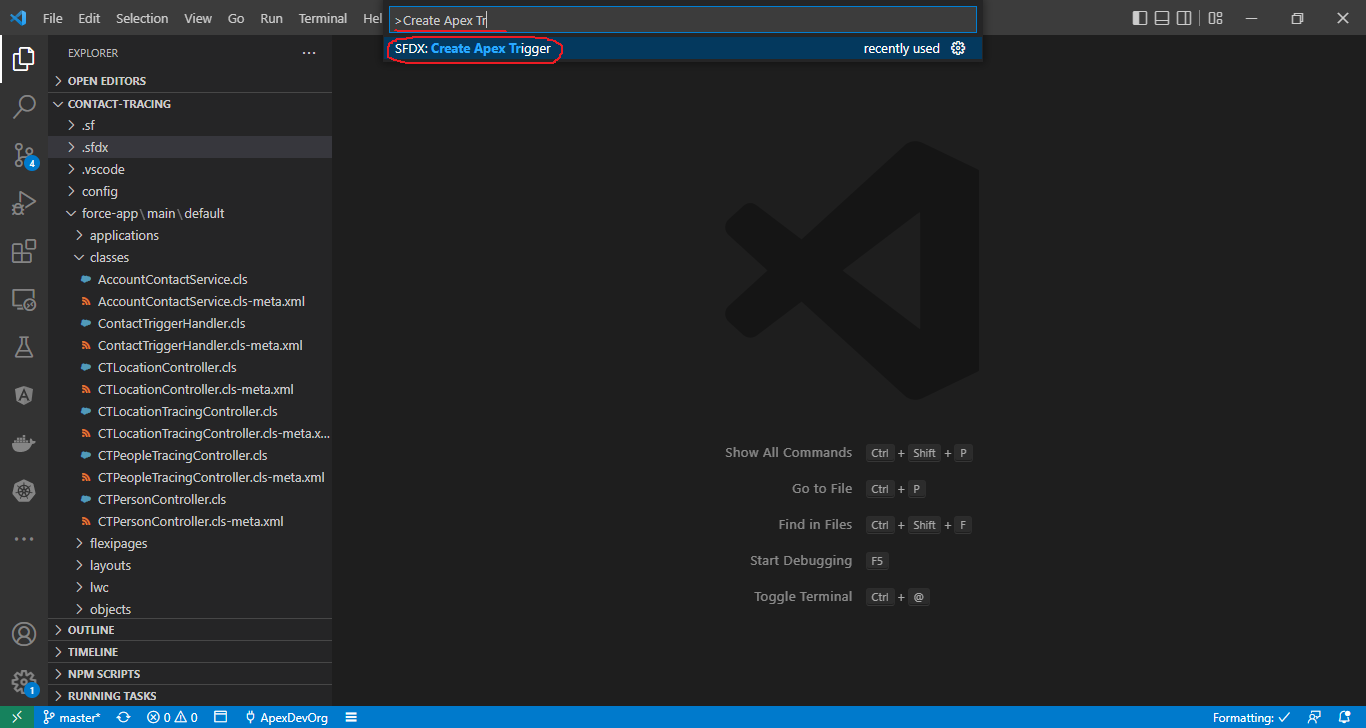 File Edit Selection View Go Run Terminal Hel
>Create Apex Tr
SFDX: Create Apex Trigger recently used
EXPLORER
OPEN EDITORS
CONTACT-TRACING
.sf
.sfdx
.vscode
config
force-app\main\default
applications
classes
AccountContactService.cls
AccountContactService.cls-meta.xml
ContactTriggerHandler.cls
ContactTriggerHandler.cls-meta.xml
CTLocationController.cls
CTLocationController.cls-meta.xml
CTLocationTracingController.cls
CTLocationTracingController.cls-meta.x...
CTPeopleTracingController.cls
CTPeopleTracingController.cls-meta.xml
CTPersonController.cls
CTPersonController.cls-meta.xml
flexipages
layouts
lwc
objects
OUTLINE
TIMELINE
NPM SCRIPTS
RUNNING TASKS
4
1
Show All Commands Ctrl + Shift + P
Go to File Ctrl + P
Find in Files Ctrl + Shift + F
Start Debugging F5
Toggle Terminal Ctrl + @
master* 0 0 ApexDevOrg Formatting: ✓